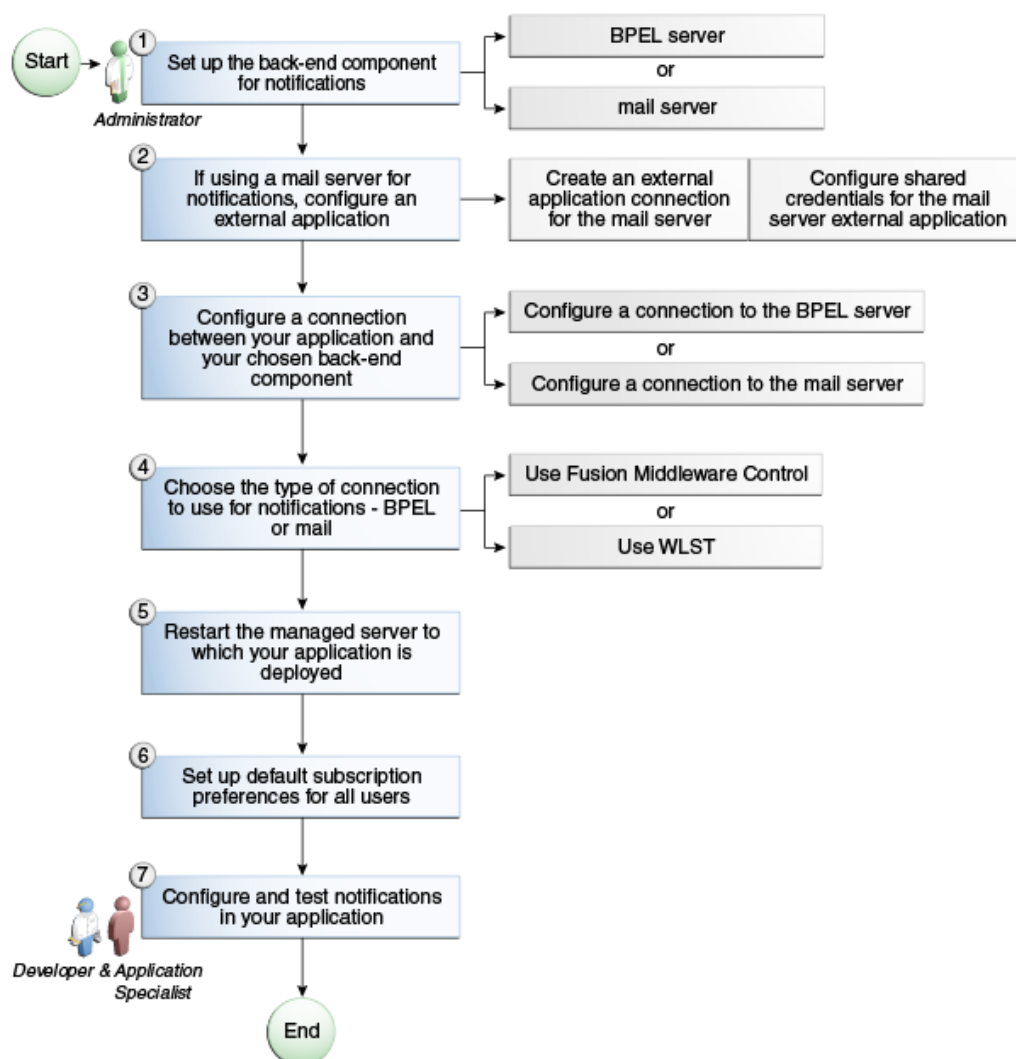 Start
Administrator
1
Set up the back-end component
for notifications
BPEL server
or
mail server
2
If using a mail server for
notifications, configure an
external application
Create an external
application connection
for the mail server
Configure shared
credentials for the mail
server external application
3
Configure a connection
between your application and
your chosen back-end
component
Configure a connection to the BPEL server
or
Configure a connection to the mail server
4
Choose the type of connection
to use for notifications - BPEL
or mail
Use Fusion Middleware Control
or
Use WLST
5
Restart the managed server to
which your application is
deployed
6
Set up default subscription
preferences for all users
7
Configure and test notifications
in your application
Developer & Application
Specialist
End